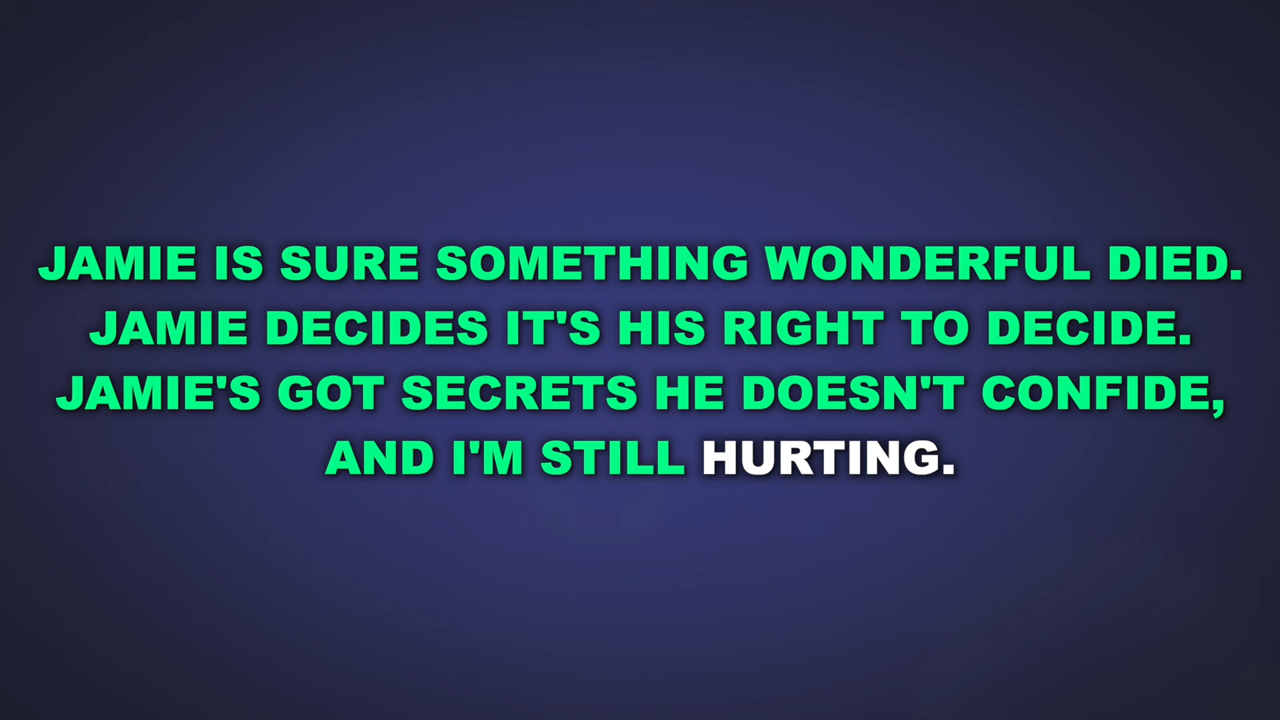 JAMIE IS SURE SOMETHING WONDERFUL DIED.
JAMIE DECIDES IT'S HIS RIGHT TO DECIDE.
JAMIE'S GOT SECRETS HE DOESN'T CONFIDE,
AND I'M STILL HURTING.